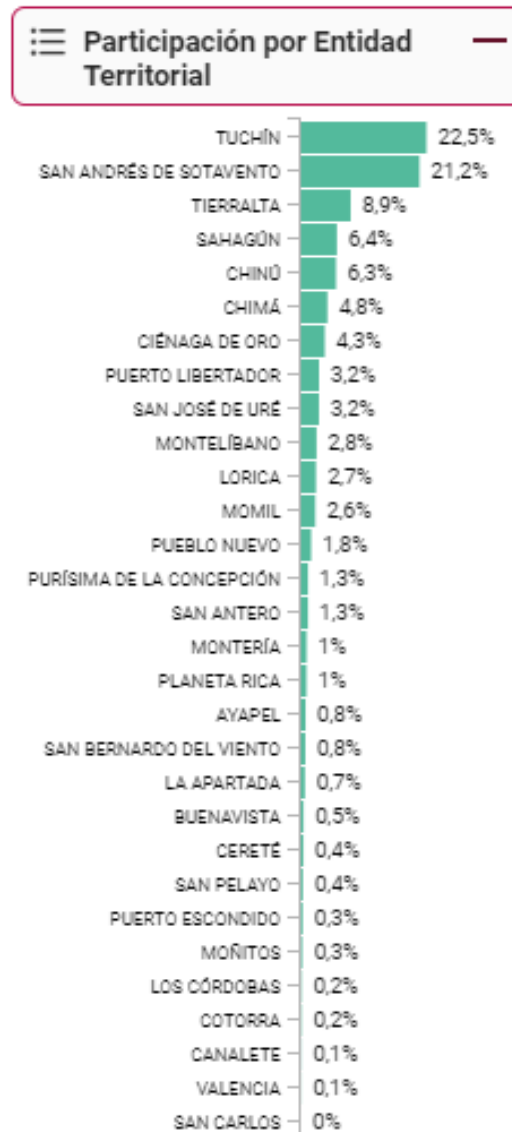 Participación por Entidad
Territorial
TUCHÍN 22,5%
SAN ANDRÉS DE SOTAVENTO 21,2%
TIERRALTA 8,9%
SAHAGÚN 6,4%
CHINÚ 6,3%
CHIMÁ 4,8%
CIÉNAGA DE ORO 4,3%
PUERTO LIBERTADOR 3,2%
SAN JOSÉ DE URÉ 3,2%
MONTELÍBANO 2,8%
LORICA 2,7%
MOMIL 2,6%
PUEBLO NUEVO 1,8%
PURÍSIMA DE LA CONCEPCIÓN 1,3%
SAN ANTERO 1,3%
MONTERÍA 1%
PLANETA RICA 1%
AYAPEL 0,8%
SAN BERNARDO DEL VIENTO 0,8%
LA APARTADA 0,7%
BUENAVISTA 0,5%
CERETÉ 0,4%
SAN PELAYO 0,4%
PUERTO ESCONDIDO 0,3%
MOÑITOS 0,3%
LOS CÓRDOBAS 0,2%
COTORRA 0,2%
CANALETE 0,1%
VALENCIA 0,1%
SAN CARLOS 0%